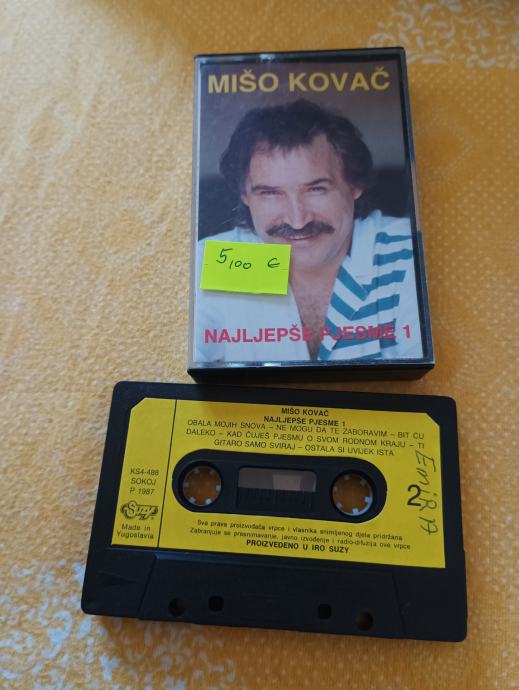 MIŠO KOVAČ
5,00 €
NAJLJEPŠE PJESME 1
MIŠO KOVAČ
NAJLJEPŠE PJESME 1
OBALA MOJIH SNOVA – NE MOGU DA TE ZABORAVIM – BIT ĆU
DALEKO – KAD ČUJEŠ PJESMU O SVOM RODNOM KRAJU – TI
GITARO SAMO SVIRAJ – OSTALA SI UVIJEK ISTA
KS4-488
SOKOJ
P 1987
SUZY
Made in
Yugoslavia
2
Sva prava proizvođača vrpce i vlasnika snimljenog djela pridržana
Zabranjuje se presnimavanje, javno izvođenje i radio-difuzija ove vrpce
PROIZVEDENO U IRO SUZY